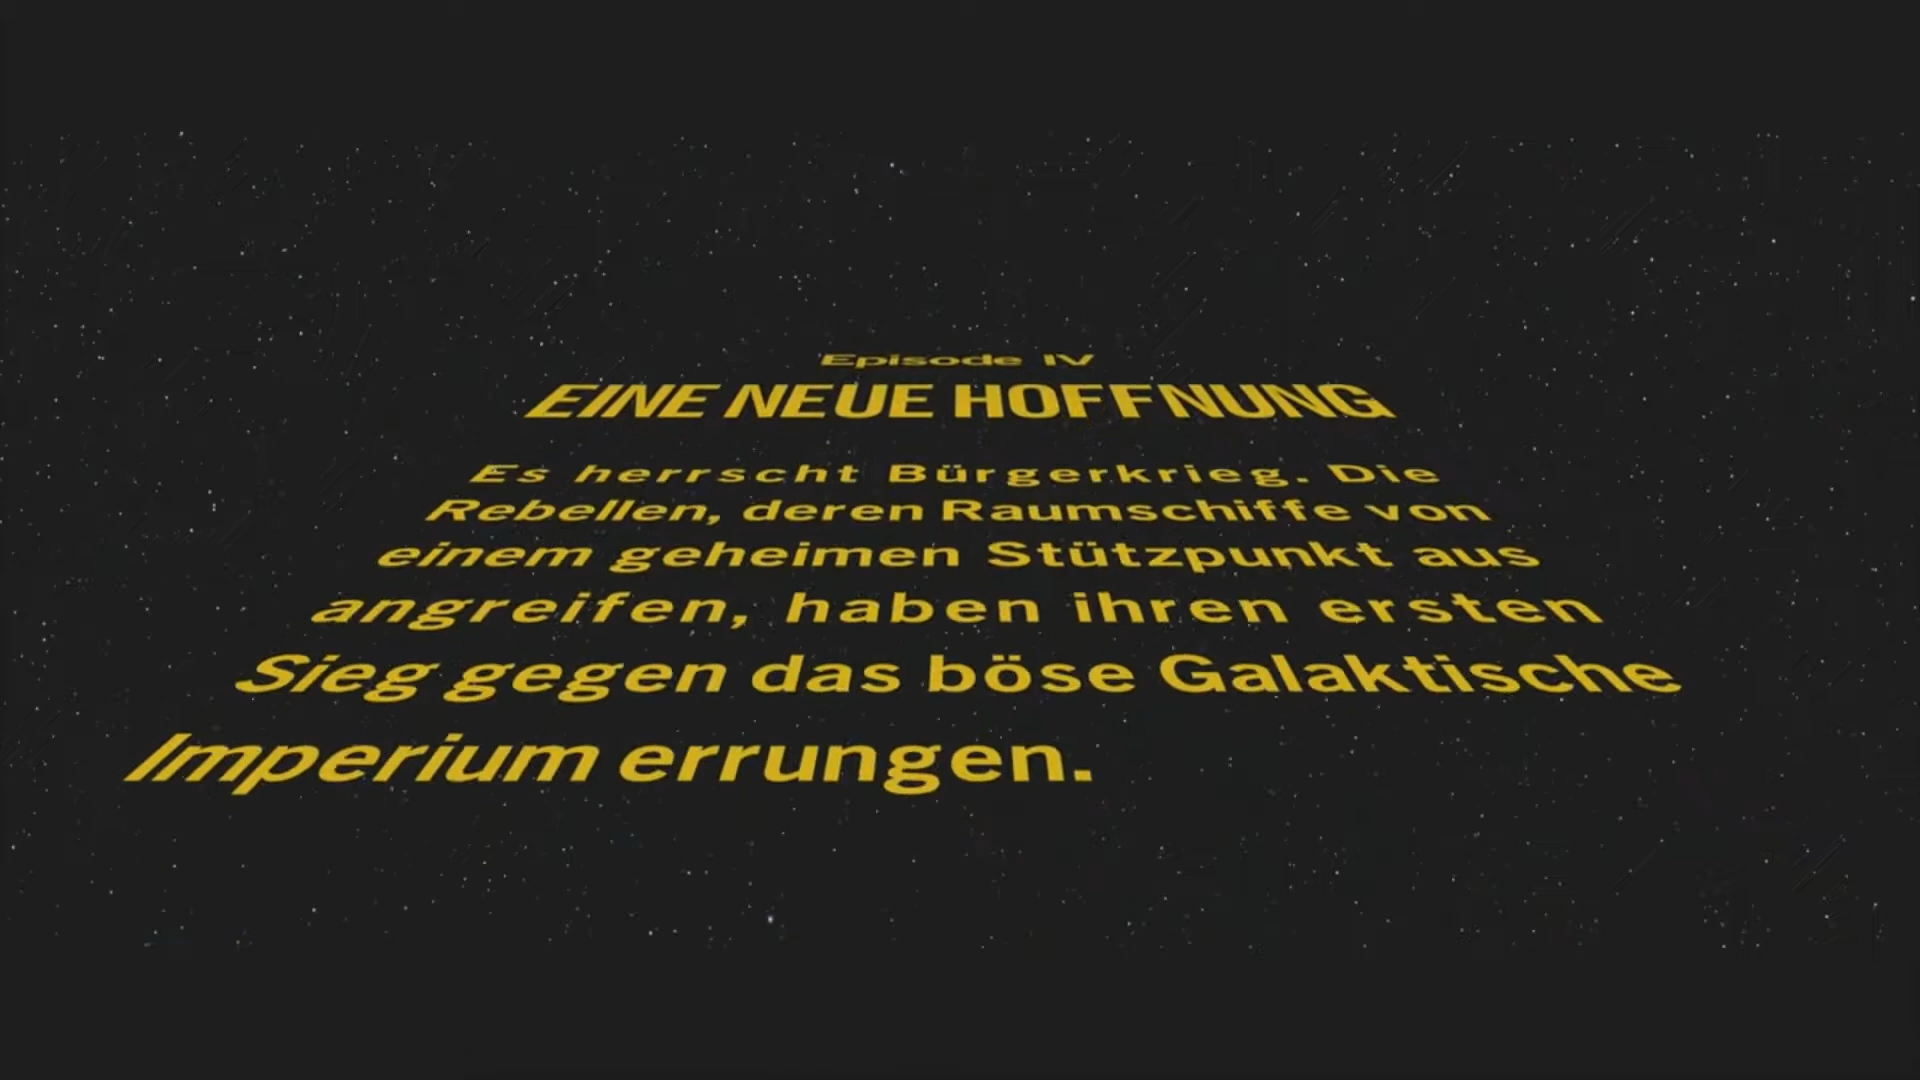 Episode IV
EINE NEUE HOFFNUNG
Es herrscht Bürgerkrieg. Die
Rebellen, deren Raumschiffe von
einem geheimen Stützpunkt aus
angreifen, haben ihren ersten
Sieg gegen das böse Galaktische
Imperium errungen.